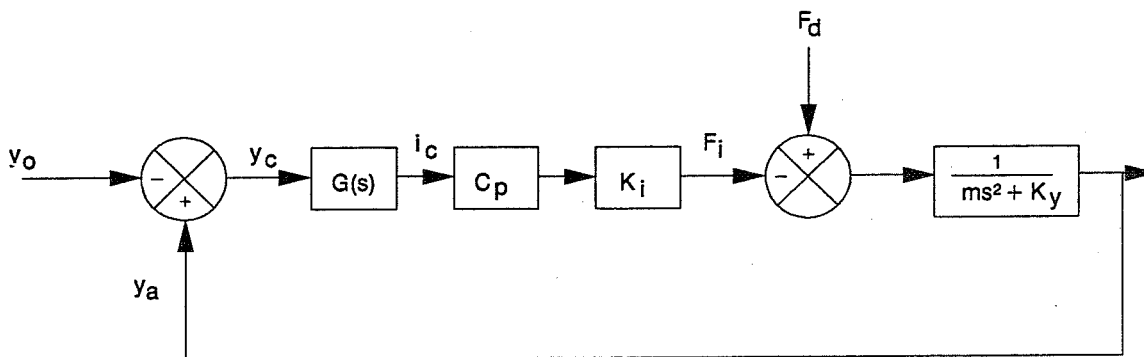 F_d
y_o
−
+
y_c
G(s)
i_c
C_p
K_i
F_i
+
−
1
ms² + K_y
y_a